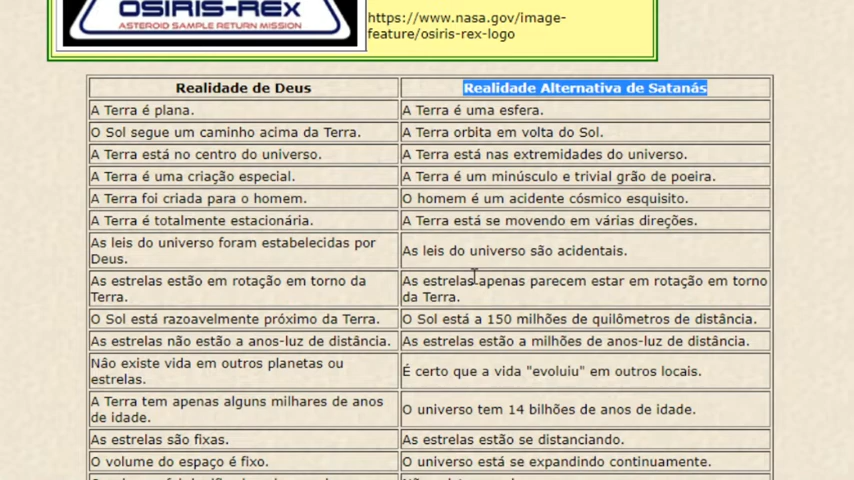 OSIRIS-REx
ASTEROID SAMPLE RETURN MISSION
https://www.nasa.gov/image-
feature/osiris-rex-logo
Realidade de Deus
Realidade Alternativa de Satanás
A Terra é plana.
A Terra é uma esfera.
O Sol segue um caminho acima da Terra.
A Terra orbita em volta do Sol.
A Terra está no centro do universo.
A Terra está nas extremidades do universo.
A Terra é uma criação especial.
A Terra é um minúsculo e trivial grão de poeira.
A Terra foi criada para o homem.
O homem é um acidente cósmico esquisito.
A Terra é totalmente estacionária.
A Terra está se movendo em várias direções.
As leis do universo foram estabelecidas por
Deus.
As leis do universo são acidentais.
As estrelas estão em rotação em torno da
Terra.
As estrelas apenas parecem estar em rotação em torno
da Terra.
O Sol está razoavelmente próximo da Terra.
O Sol está a 150 milhões de quilômetros de distância.
As estrelas não estão a anos-luz de distância.
As estrelas estão a milhões de anos-luz de distância.
Não existe vida em outros planetas ou
estrelas.
É certo que a vida "evoluiu" em outros locais.
A Terra tem apenas alguns milhares de anos
de idade.
O universo tem 14 bilhões de anos de idade.
As estrelas são fixas.
As estrelas estão se distanciando.
O volume do espaço é fixo.
O universo está se expandindo continuamente.